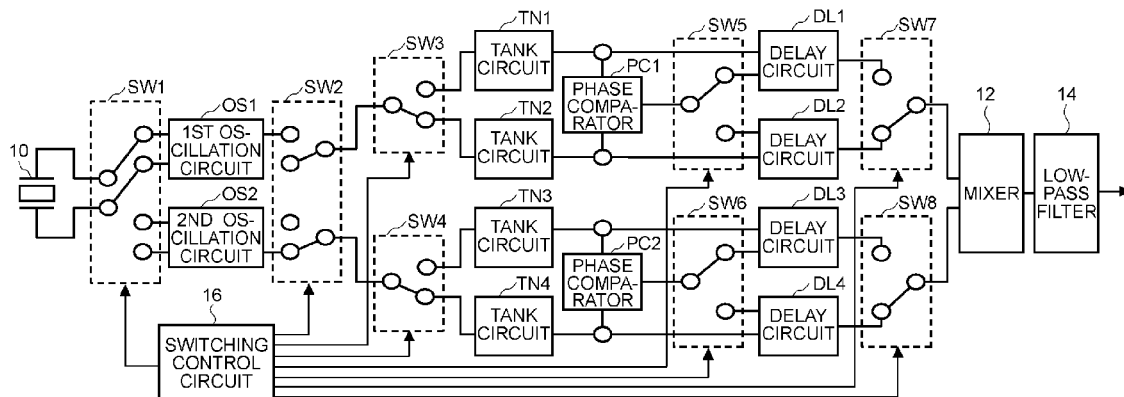 TN1
DL1
SW3
TANK
CIRCUIT
SW5
DELAY
CIRCUIT
SW7
PC1
SW1
OS1
SW2
PHASE
COMPA-
RATOR
TN2
DL2
12
14
10
1ST OS-
CILLATION
CIRCUIT
TANK
CIRCUIT
DELAY
CIRCUIT
MIXER
LOW-
PASS
FILTER
OS2
TN3
DL3
2ND OS-
CILLATION
CIRCUIT
SW4
TANK
CIRCUIT
SW6
DELAY
CIRCUIT
SW8
PC2
PHASE
COMPA-
RATOR
TN4
DL4
16
TANK
CIRCUIT
DELAY
CIRCUIT
SWITCHING
CONTROL
CIRCUIT